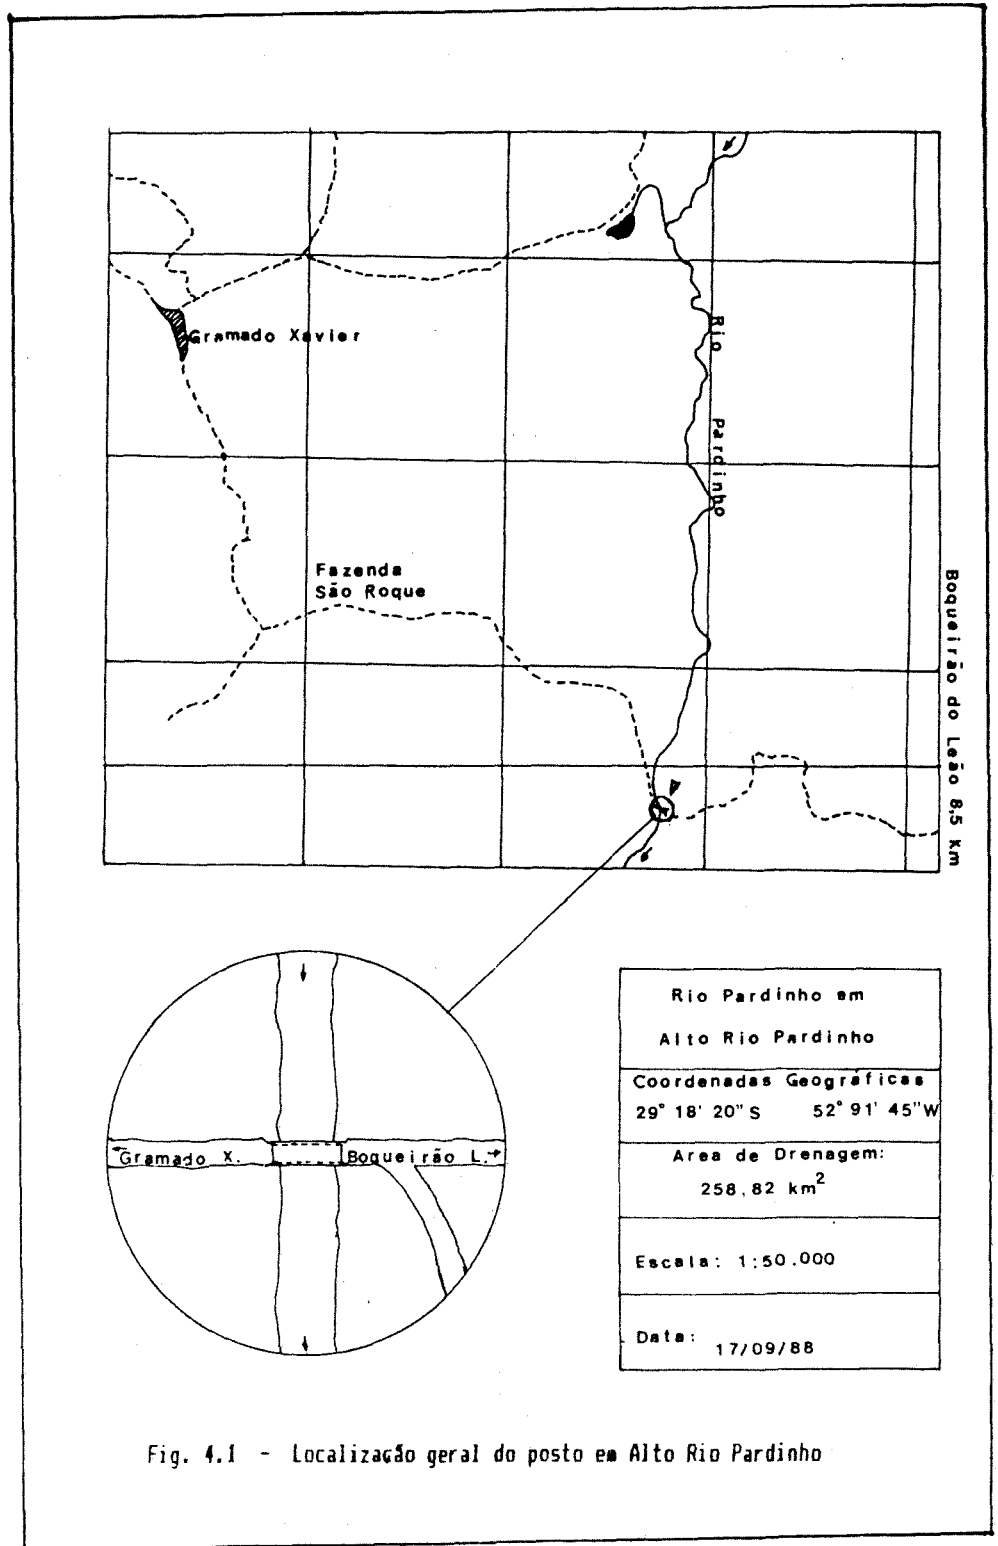 Gramado Xavier
Rio Pardinho
Fazenda
São Roque
Boqueirão do Leão 8,5 km
Gramado X.
Boqueirão L.
Rio Pardinho em
Alto Rio Pardinho
Coordenadas Geográficas
29° 18' 20" S 52° 91' 45" W
Area de Drenagem:
258,82 km²
Escala: 1:50.000
Data: 17/09/88
Fig. 4.1 - Localização geral do posto em Alto Rio Pardinho